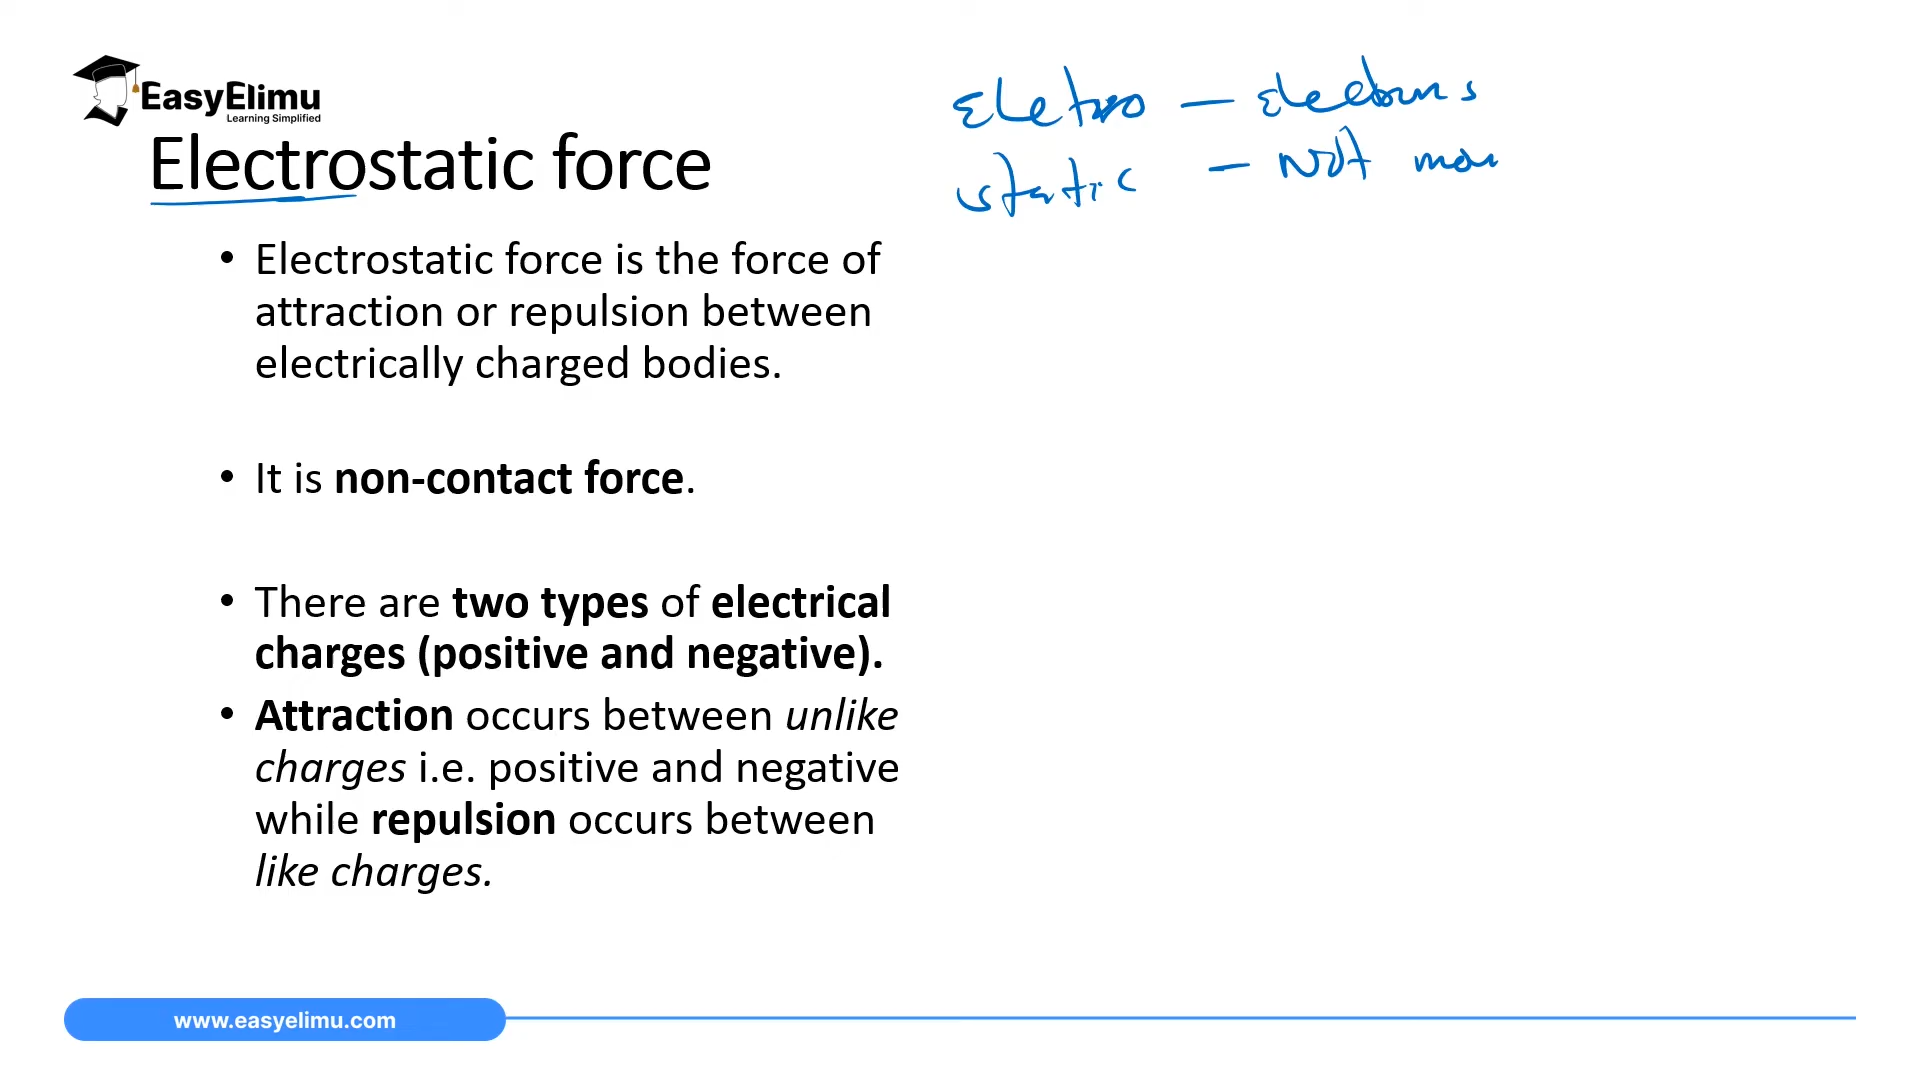 EasyElimu
Learning Simplified
Electrostatic force
Eletro — Electrons
static — Not mov
• Electrostatic force is the force of
attraction or repulsion between
electrically charged bodies.
• It is non-contact force.
• There are two types of electrical
charges (positive and negative).
• Attraction occurs between unlike
charges i.e. positive and negative
while repulsion occurs between
like charges.
www.easyelimu.com